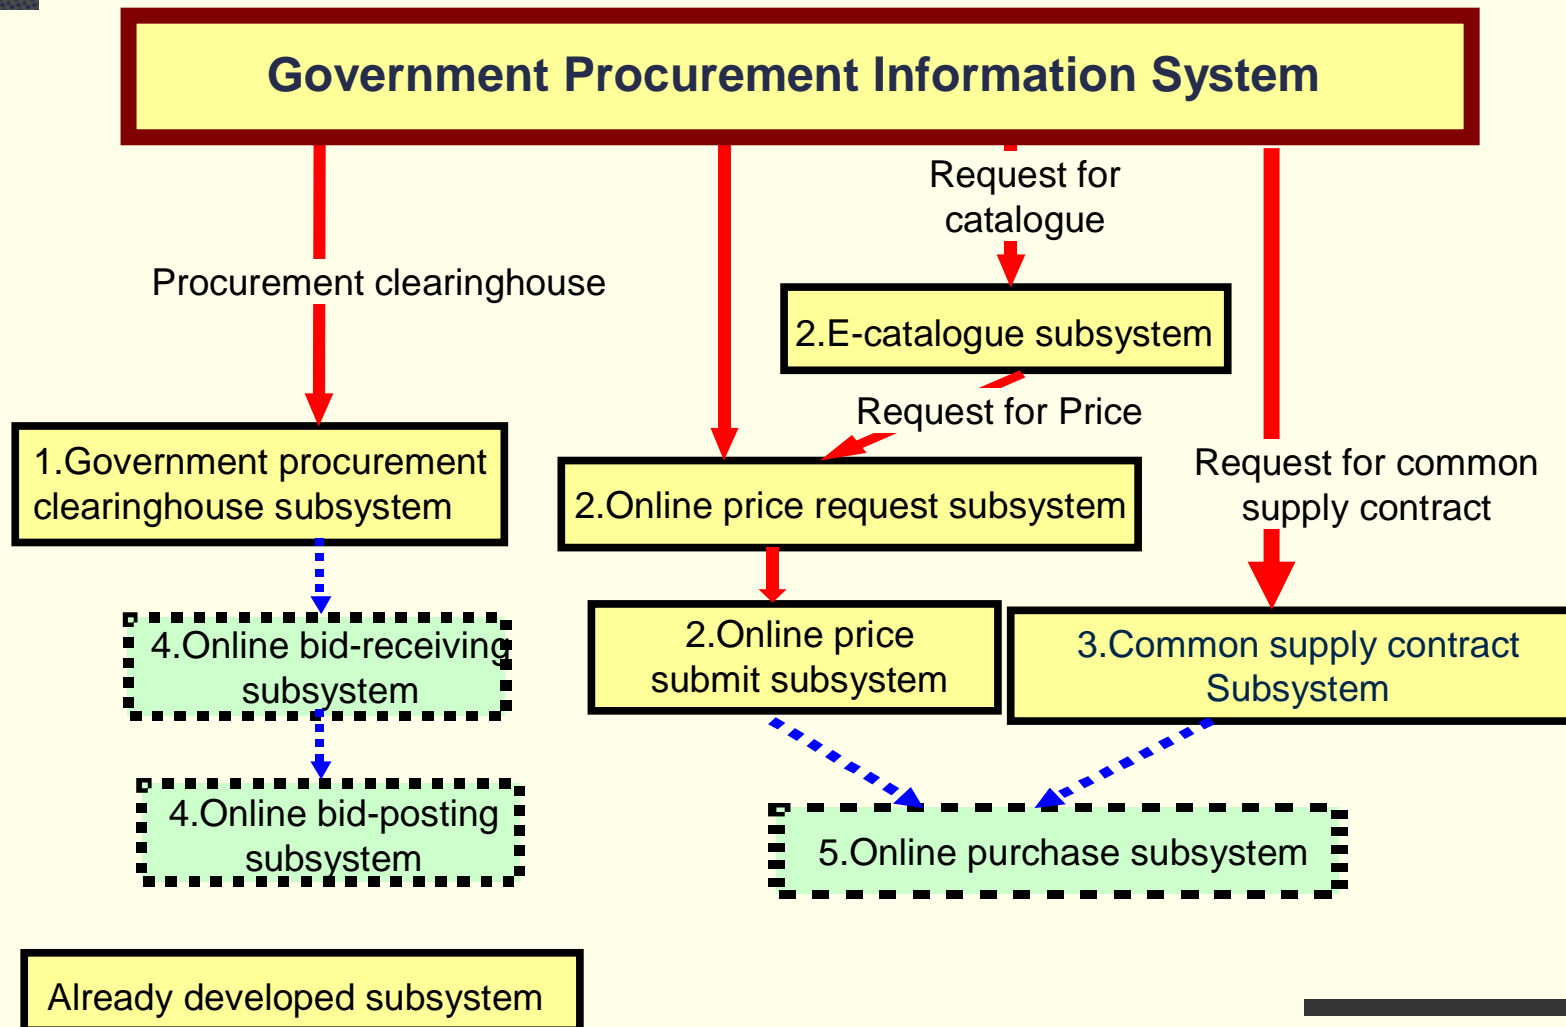 Government Procurement Information System
Request for
catalogue
Procurement clearinghouse
2.E-catalogue subsystem
Request for Price
1.Government procurement
clearinghouse subsystem
2.Online price request subsystem
Request for common
supply contract
4.Online bid-receiving
subsystem
2.Online price
submit subsystem
3.Common supply contract
Subsystem
4.Online bid-posting
subsystem
5.Online purchase subsystem
Already developed subsystem